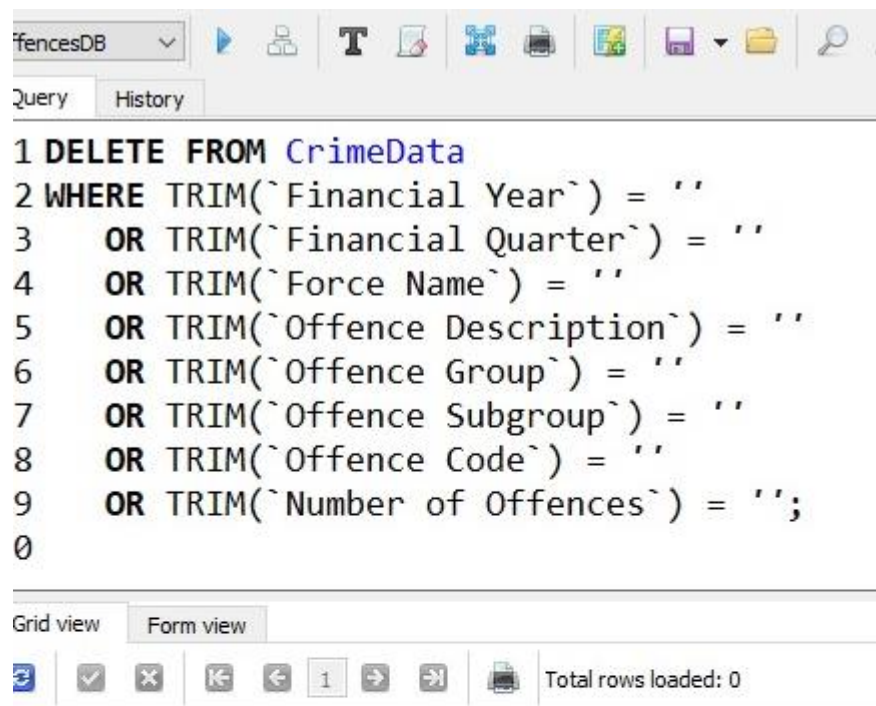 ffencesDB
T
Query History
1 DELETE FROM CrimeData
2 WHERE TRIM(`Financial Year`) = ''
3 OR TRIM(`Financial Quarter`) = ''
4 OR TRIM(`Force Name`) = ''
5 OR TRIM(`Offence Description`) = ''
6 OR TRIM(`Offence Group`) = ''
7 OR TRIM(`Offence Subgroup`) = ''
8 OR TRIM(`Offence Code`) = ''
9 OR TRIM(`Number of Offences`) = '';
0
Grid view Form view
1 Total rows loaded: 0